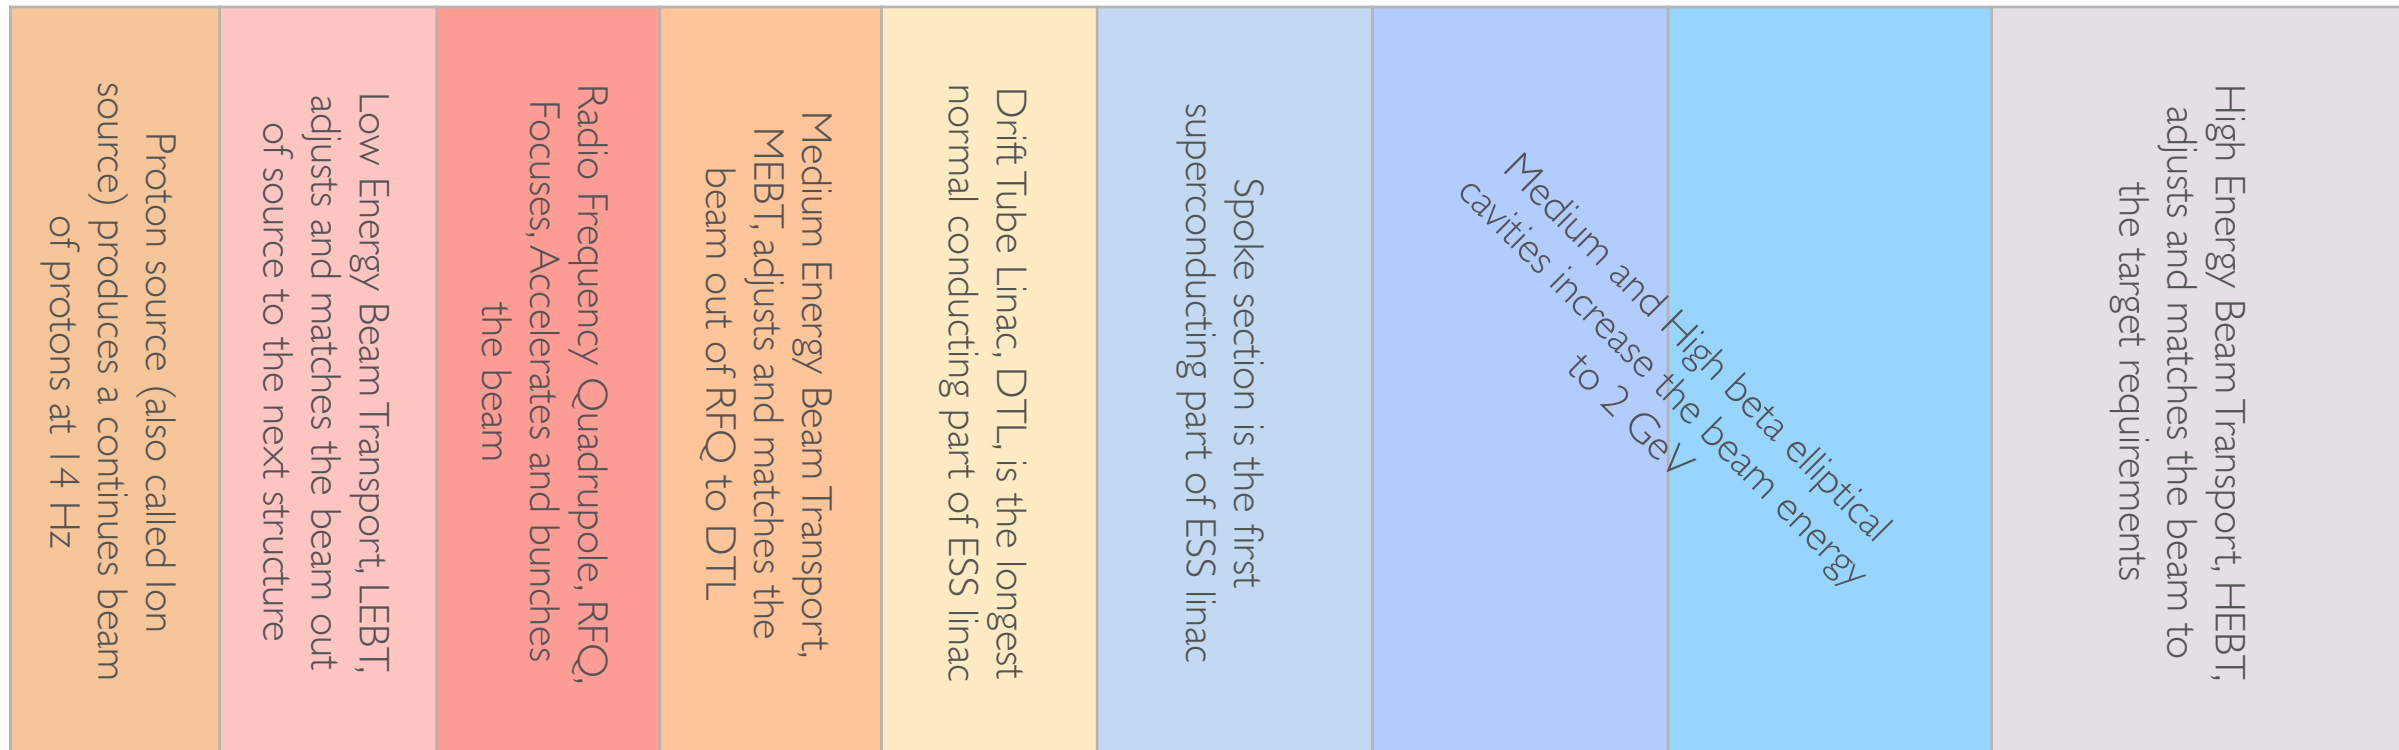 Proton source (also called Ion
source) produces a continues beam
of protons at 14 Hz
Low Energy Beam Transport, LEBT,
adjusts and matches the beam out
of source to the next structure
Radio Frequency Quadrupole, RFQ,
Focuses, Accelerates and bunches
the beam
Medium Energy Beam Transport,
MEBT, adjusts and matches the
beam out of RFQ to DTL
Drift Tube Linac, DTL, is the longest
normal conducting part of ESS linac
Spoke section is the first
superconducting part of ESS linac
Medium and High beta elliptical
cavities increase the beam energy
to 2 GeV
High Energy Beam Transport, HEBT,
adjusts and matches the beam to
the target requirements